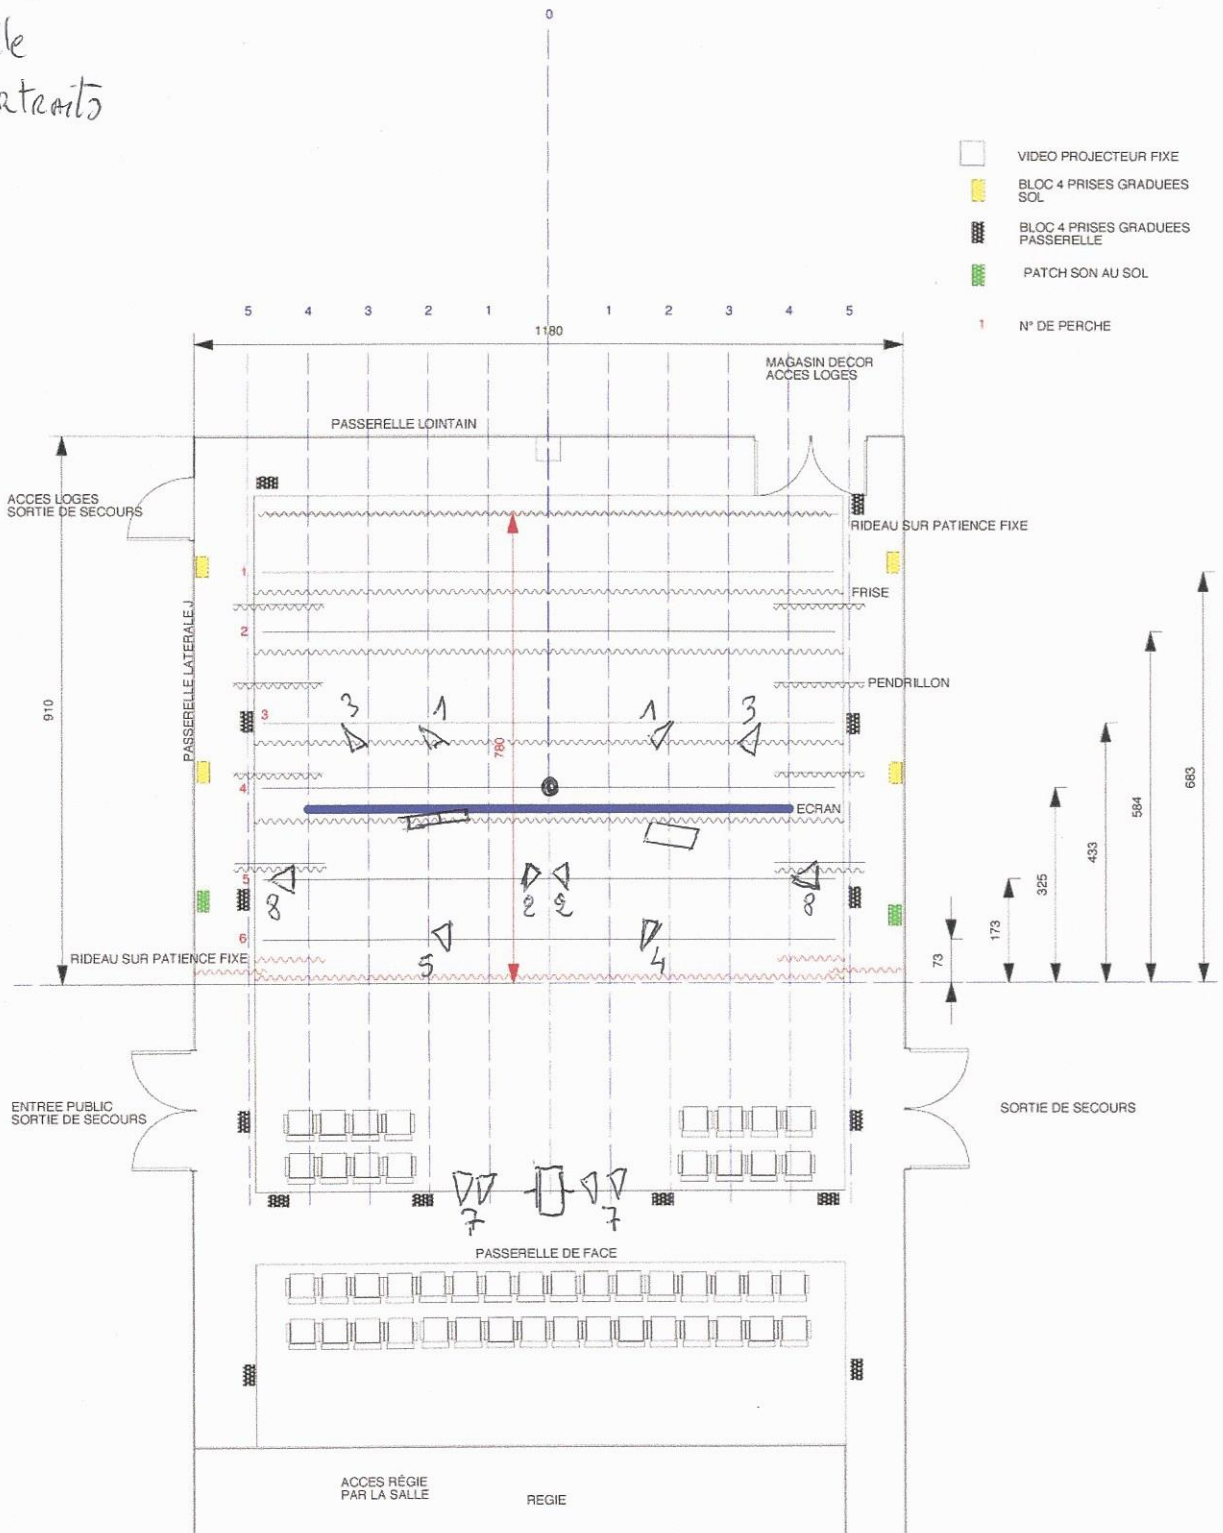 0
VIDEO PROJECTEUR FIXE
BLOC 4 PRISES GRADUEES
SOL
BLOC 4 PRISES GRADUEES
PASSERELLE
PATCH SON AU SOL
1 N° DE PERCHE
5 4 3 2 1 1 2 3 4 5
1180
MAGASIN DECOR
ACCES LOGES
PASSERELLE LOINTAIN
ACCES LOGES
SORTIE DE SECOURS
RIDEAU SUR PATIENCE FIXE
1
FRISE
2
PASSERELLE LATERALE J
PENDRILLON
910
3
3 1 1 3
780
683
584
433
325
173
73
4
ECRAN
5
8 2 2 8
6
5 4
RIDEAU SUR PATIENCE FIXE
ENTREE PUBLIC
SORTIE DE SECOURS
SORTIE DE SECOURS
7 7
PASSERELLE DE FACE
ACCES RÉGIE
PAR LA SALLE
REGIE